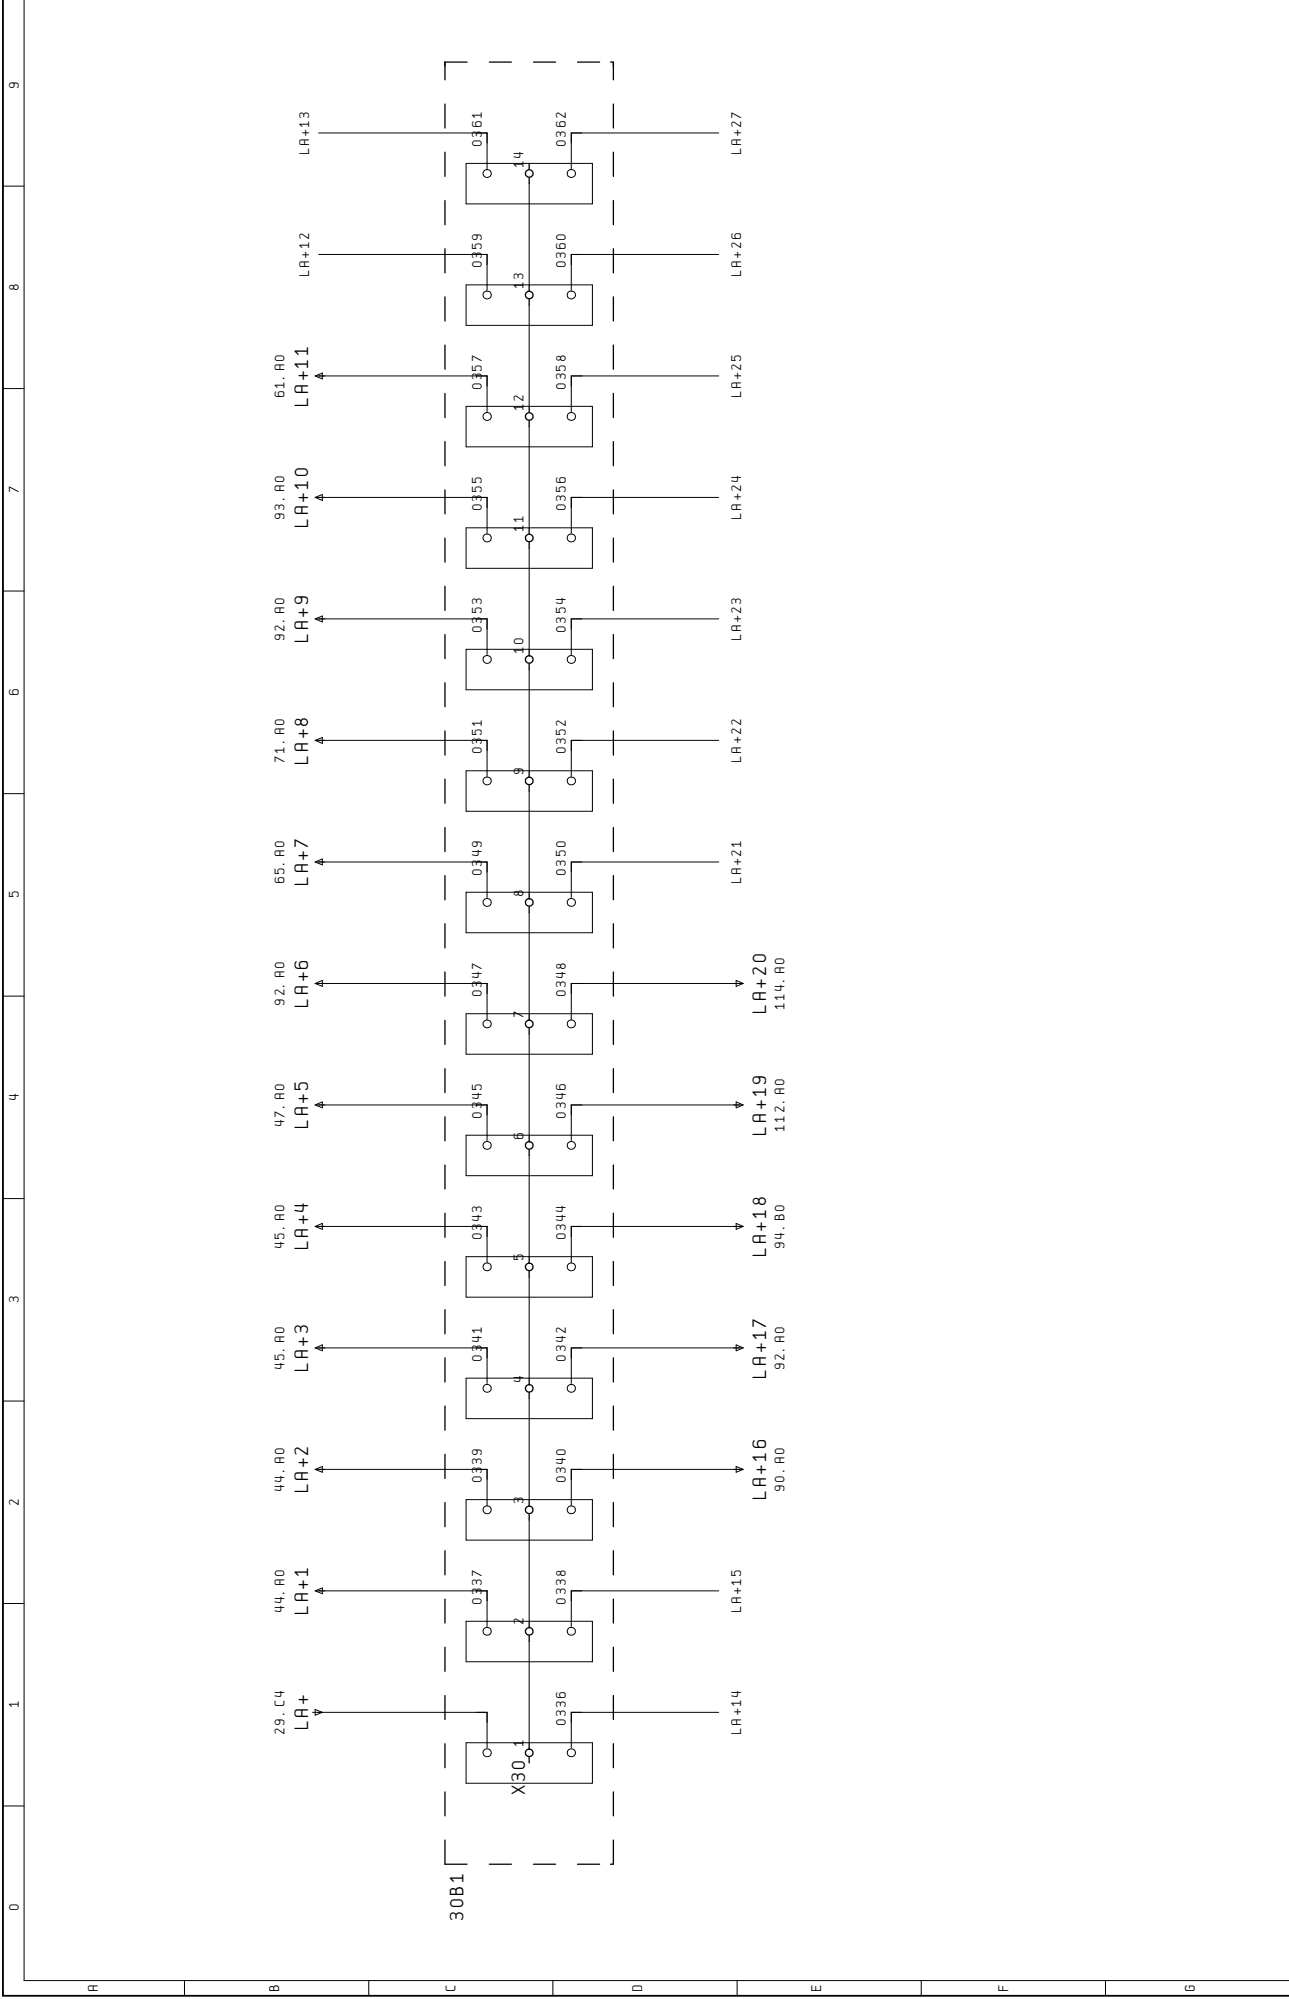 0 1 2 3 4 5 6 7 8 9
A
B
C
D
E
F
G
30B1
X30
29.C4 44.A0 44.A0 45.A0 45.A0 47.A0 92.A0 65.A0 71.A0 92.A0 93.A0 61.A0
LA+ LA+1 LA+2 LA+3 LA+4 LA+5 LA+6 LA+7 LA+8 LA+9 LA+10 LA+11 LA+12 LA+13
0337 0339 0341 0343 0345 0347 0349 0351 0353 0355 0357 0359 0361
1 2 3 4 5 6 7 8 9 10 11 12 13 14
0336 0338 0340 0342 0344 0346 0348 0350 0352 0354 0356 0358 0360 0362
LA+14 LA+15 LA+16 LA+17 LA+18 LA+19 LA+20 LA+21 LA+22 LA+23 LA+24 LA+25 LA+26 LA+27
90.A0 92.A0 94.B0 112.A0 114.A0